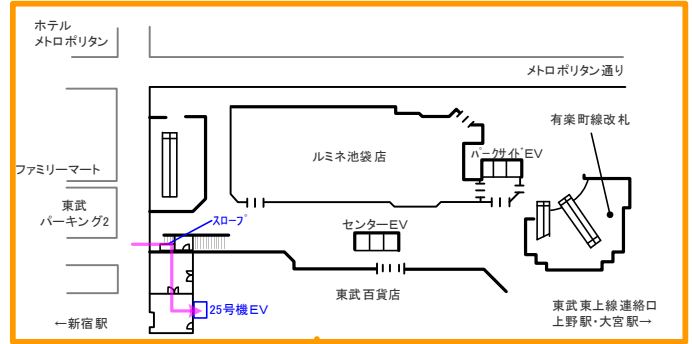 ホテル
メトロポリタン
メトロポリタン通り
有楽町線改札
ルミネ池袋店
パークサイドEV
ファミリーマート
東武
パーキング2
スロープ
センターEV
25号機EV
東武百貨店
東武東上線連絡口
上野駅・大宮駅→
←新宿駅